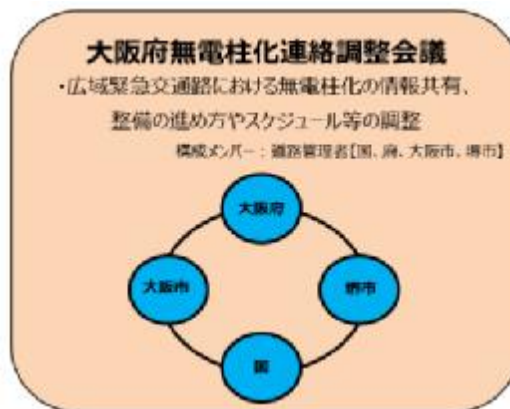 大阪府無電柱化連絡調整会議
・広域緊急交通路における無電柱化の情報共有、
整備の進め方やスケジュール等の調整
構成メンバー：道路管理者【国、府、大阪市、堺市】
大阪府
大阪市
堺市
国